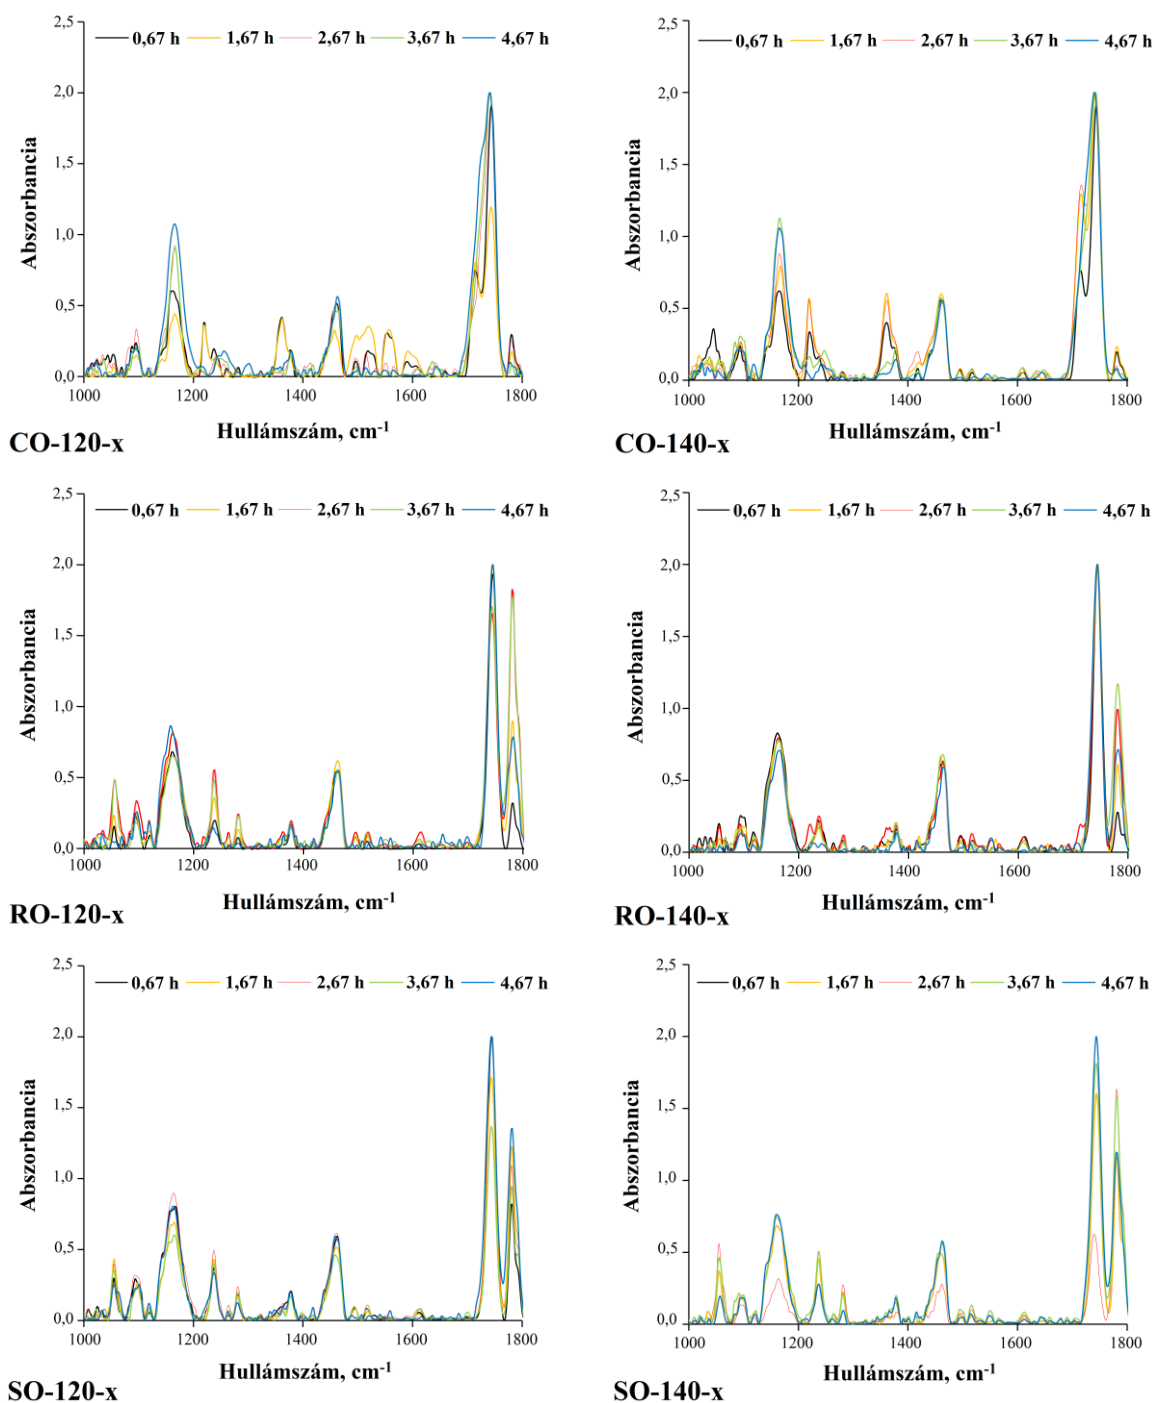 2,5
0,67 h 1,67 h 2,67 h 3,67 h 4,67 h
2,0
1,5
1,0
0,5
0,0
Abszorbancia
1000 1200 1400 1600 1800
Hullámszám, cm-1
CO-120-x
2,5
0,67 h 1,67 h 2,67 h 3,67 h 4,67 h
2,0
1,5
1,0
0,5
0,0
Abszorbancia
1000 1200 1400 1600 1800
Hullámszám, cm-1
CO-140-x
2,5
0,67 h 1,67 h 2,67 h 3,67 h 4,67 h
2,0
1,5
1,0
0,5
0,0
Abszorbancia
1000 1200 1400 1600 1800
Hullámszám, cm-1
RO-120-x
2,5
0,67 h 1,67 h 2,67 h 3,67 h 4,67 h
2,0
1,5
1,0
0,5
0,0
Abszorbancia
1000 1200 1400 1600 1800
Hullámszám, cm-1
RO-140-x
2,5
0,67 h 1,67 h 2,67 h 3,67 h 4,67 h
2,0
1,5
1,0
0,5
0,0
Abszorbancia
1000 1200 1400 1600 1800
Hullámszám, cm-1
SO-120-x
2,5
0,67 h 1,67 h 2,67 h 3,67 h 4,67 h
2,0
1,5
1,0
0,5
0,0
Abszorbancia
1000 1200 1400 1600 1800
Hullámszám, cm-1
SO-140-x